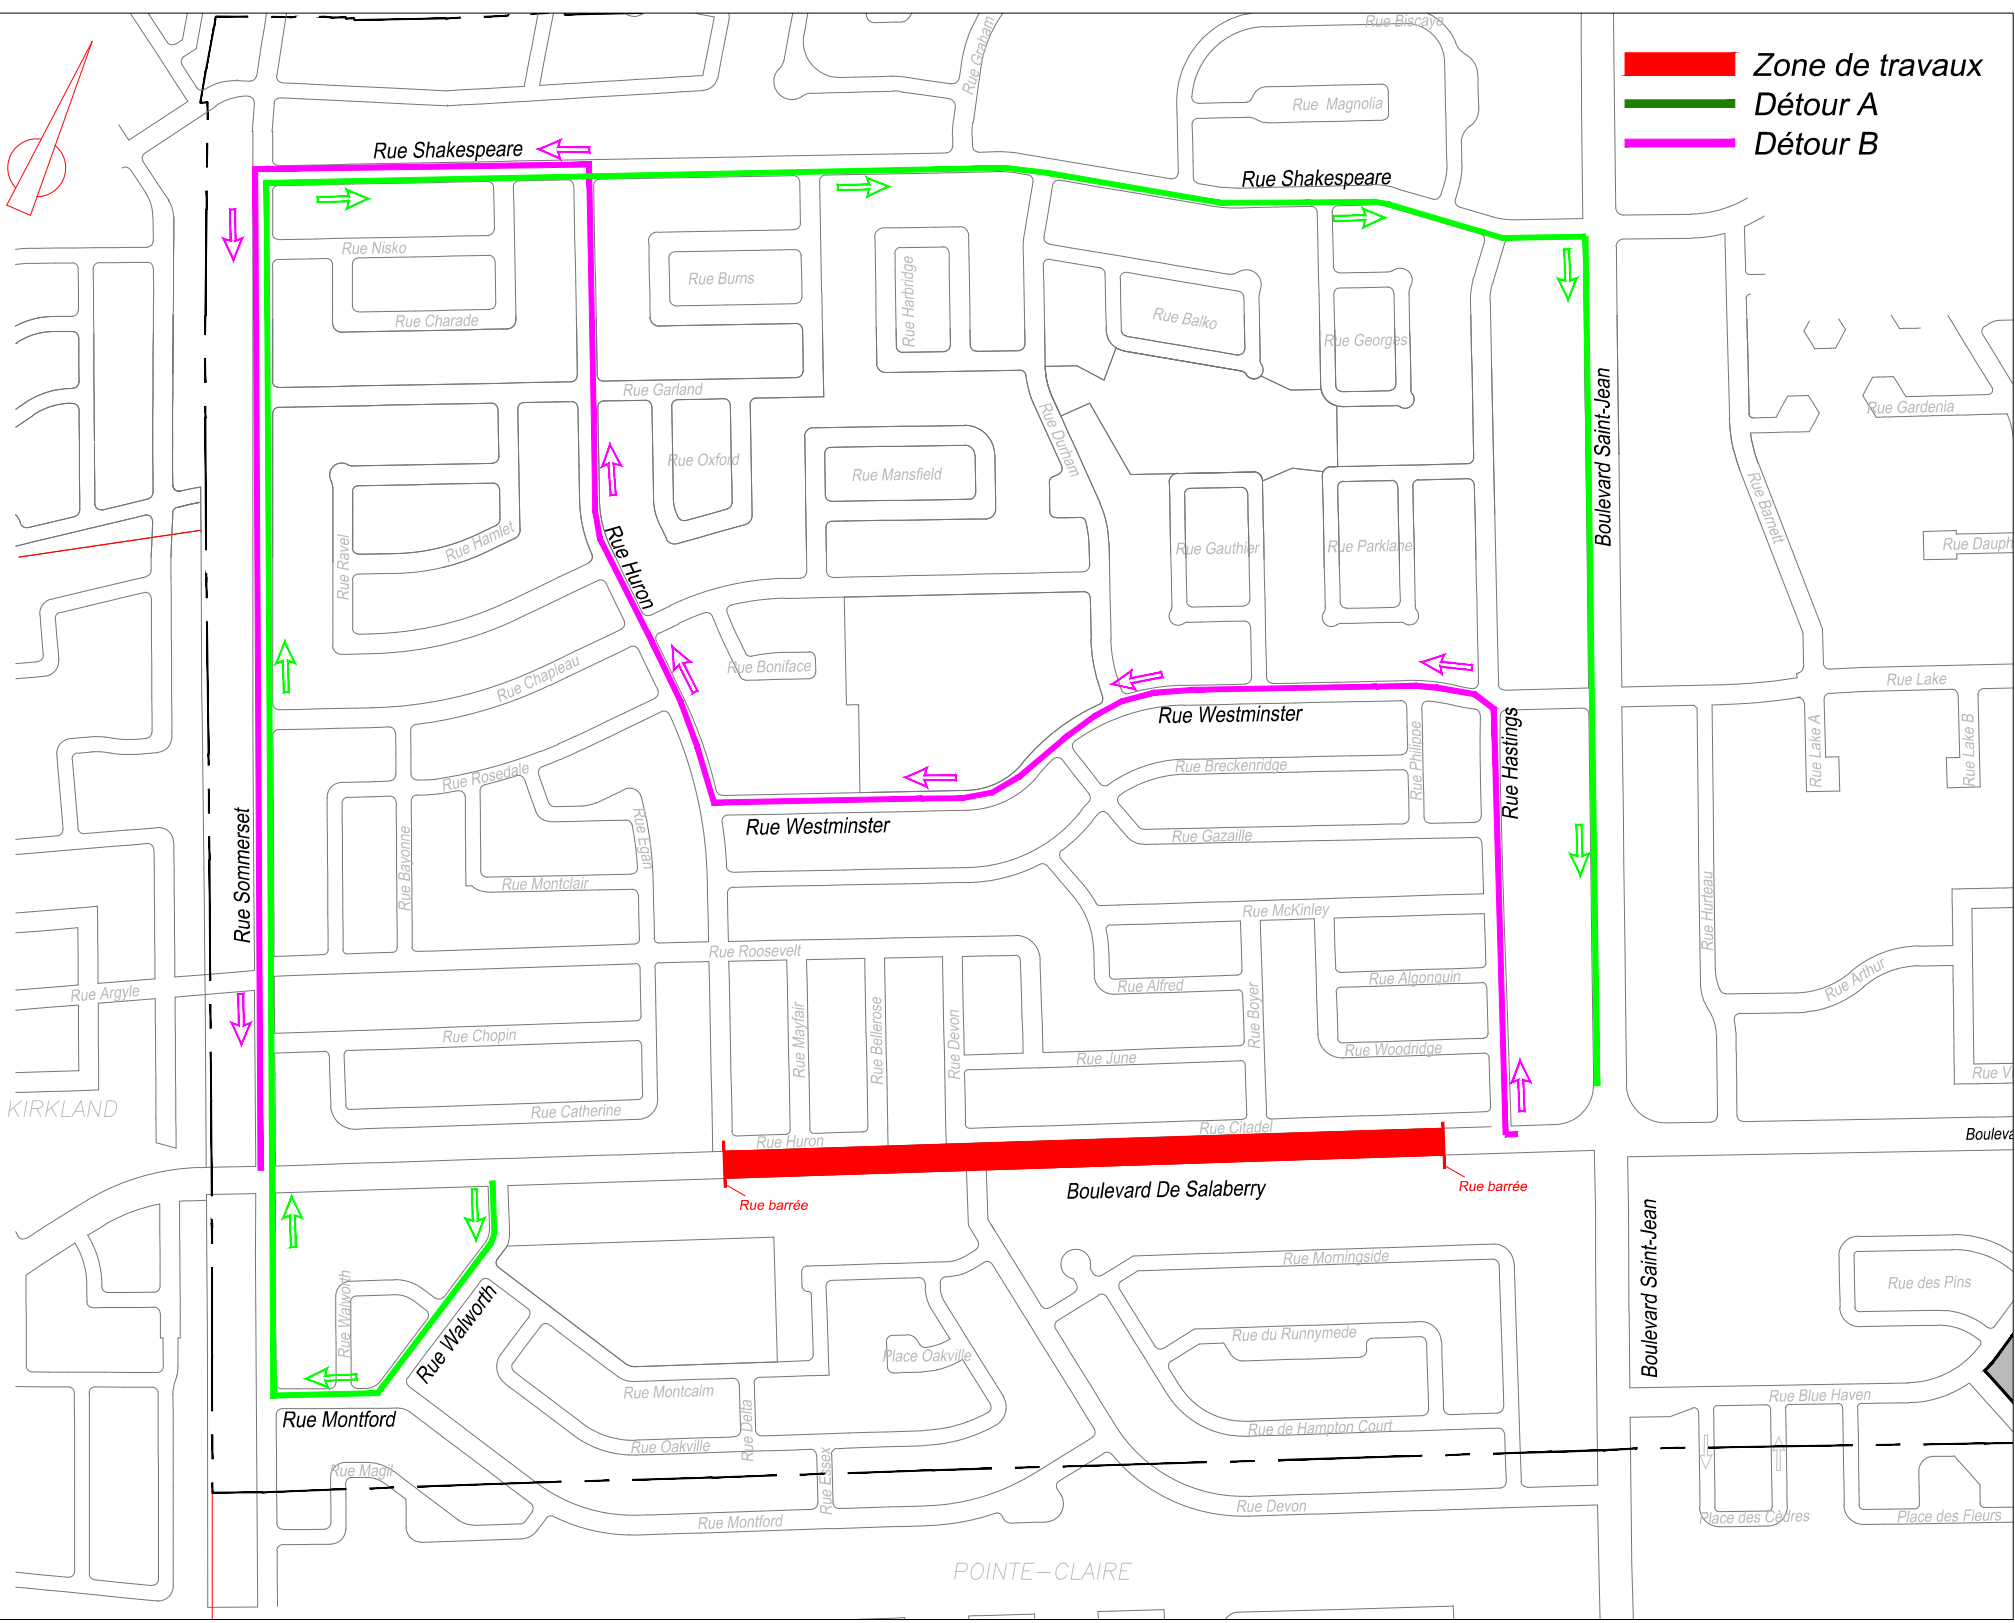 Rue Biscaye
Rue Graham
Zone de travaux
Rue Magnolia
Détour A
Détour B
Rue Shakespeare
Rue Shakespeare
Rue Nisko
Rue Burns
Rue Harbridge
Rue Charade
Rue Balko
Rue Georges
Rue Garland
Boulevard Saint-Jean
Rue Gardenia
Rue Durham
Rue Oxford
Rue Mansfield
Rue Barnett
Rue Ravel
Rue Hamlet
Rue Huron
Rue Gauthier
Rue Parklane
Rue Dauph
Rue Boniface
Rue Chapleau
Rue Lake
Rue Westminster
Rue Hastings
Rue Philippe
Rue Lake A
Rue Lake B
Rue Rosedale
Rue Breckenridge
Rue Westminster
Rue Egan
Rue Gazaille
Rue Sommerset
Rue Bayonne
Rue Montclair
Rue McKinley
Rue Hurteau
Rue Roosevelt
Rue Argyle
Rue Alfred
Rue Algonquin
Rue Arthur
Rue Chopin
Rue Mayfair
Rue Bellerose
Rue Devon
Rue Boyer
Rue June
Rue Woodridge
Rue V
KIRKLAND
Rue Catherine
Rue Huron
Rue Citadel
Bouleva
Rue barrée
Boulevard De Salaberry
Rue barrée
Boulevard Saint-Jean
Rue Morningside
Rue des Pins
Rue Walworth
Rue Walworth
Rue du Runnymede
Place Oakville
Rue Montcalm
Rue Blue Haven
Rue Montford
Rue Delta
Rue Oakville
Rue de Hampton Court
Rue Magil
Rue Essex
Rue Devon
Rue Montford
Place des Cèdres
Place des Fleurs
POINTE-CLAIRE